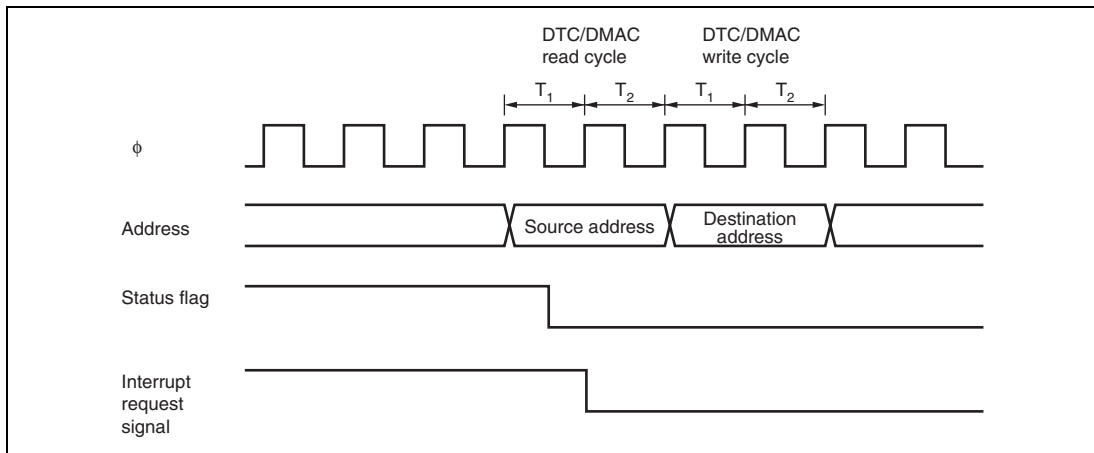 DTC/DMAC DTC/DMAC
read cycle write cycle
T1 T2 T1 T2
ϕ
Address
Source address
Destination
address
Status flag
Interrupt
request
signal